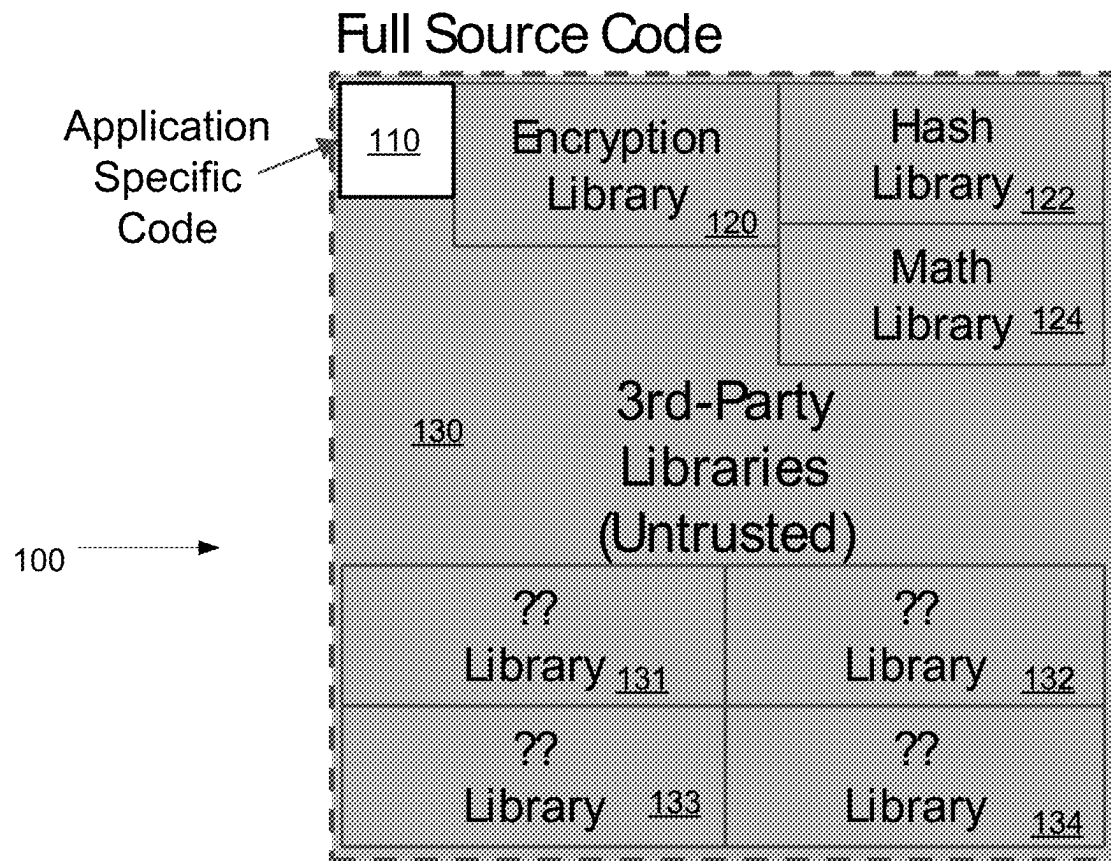 Full Source Code
Application
Specific
Code
110
Encryption
Library
120
Hash
Library
122
Math
Library
124
130
3rd-Party
Libraries
(Untrusted)
100
??
Library
131
??
Library
132
??
Library
133
??
Library
134